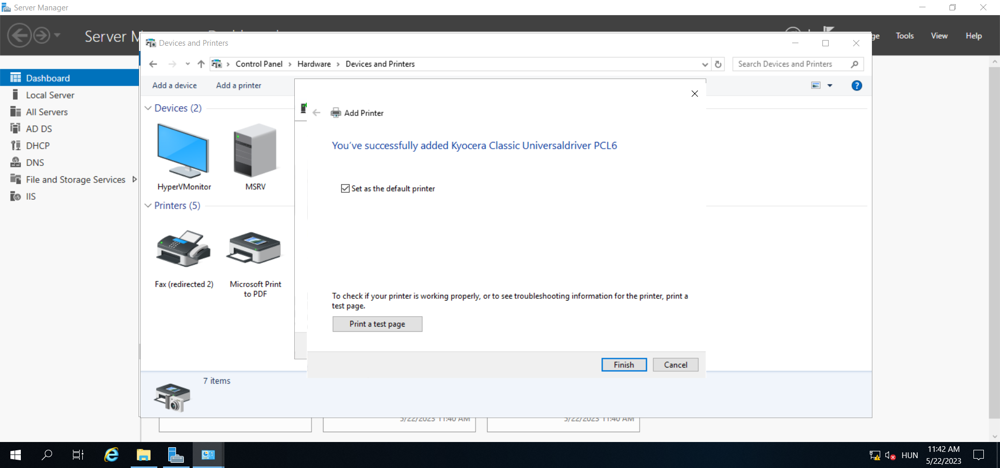 Server Manager
Server M
Tools
View
Help
Devices and Printers
Control Panel
Hardware
Devices and Printers
Search Devices and Printers
Add a device
Add a printer
Dashboard
Local Server
All Servers
AD DS
DHCP
DNS
File and Storage Services
IIS
Devices (2)
HyperVMonitor
MSRV
Printers (5)
Fax (redirected 2)
Microsoft Print
to PDF
Add Printer
You've successfully added Kyocera Classic Universaldriver PCL6
Set as the default printer
To check if your printer is working properly, or to see troubleshooting information for the printer, print a
test page.
Print a test page
Finish
Cancel
7 items
5/22/2023 11:40 AM
5/22/2023 11:40 AM
HUN
11:42 AM
5/22/2023